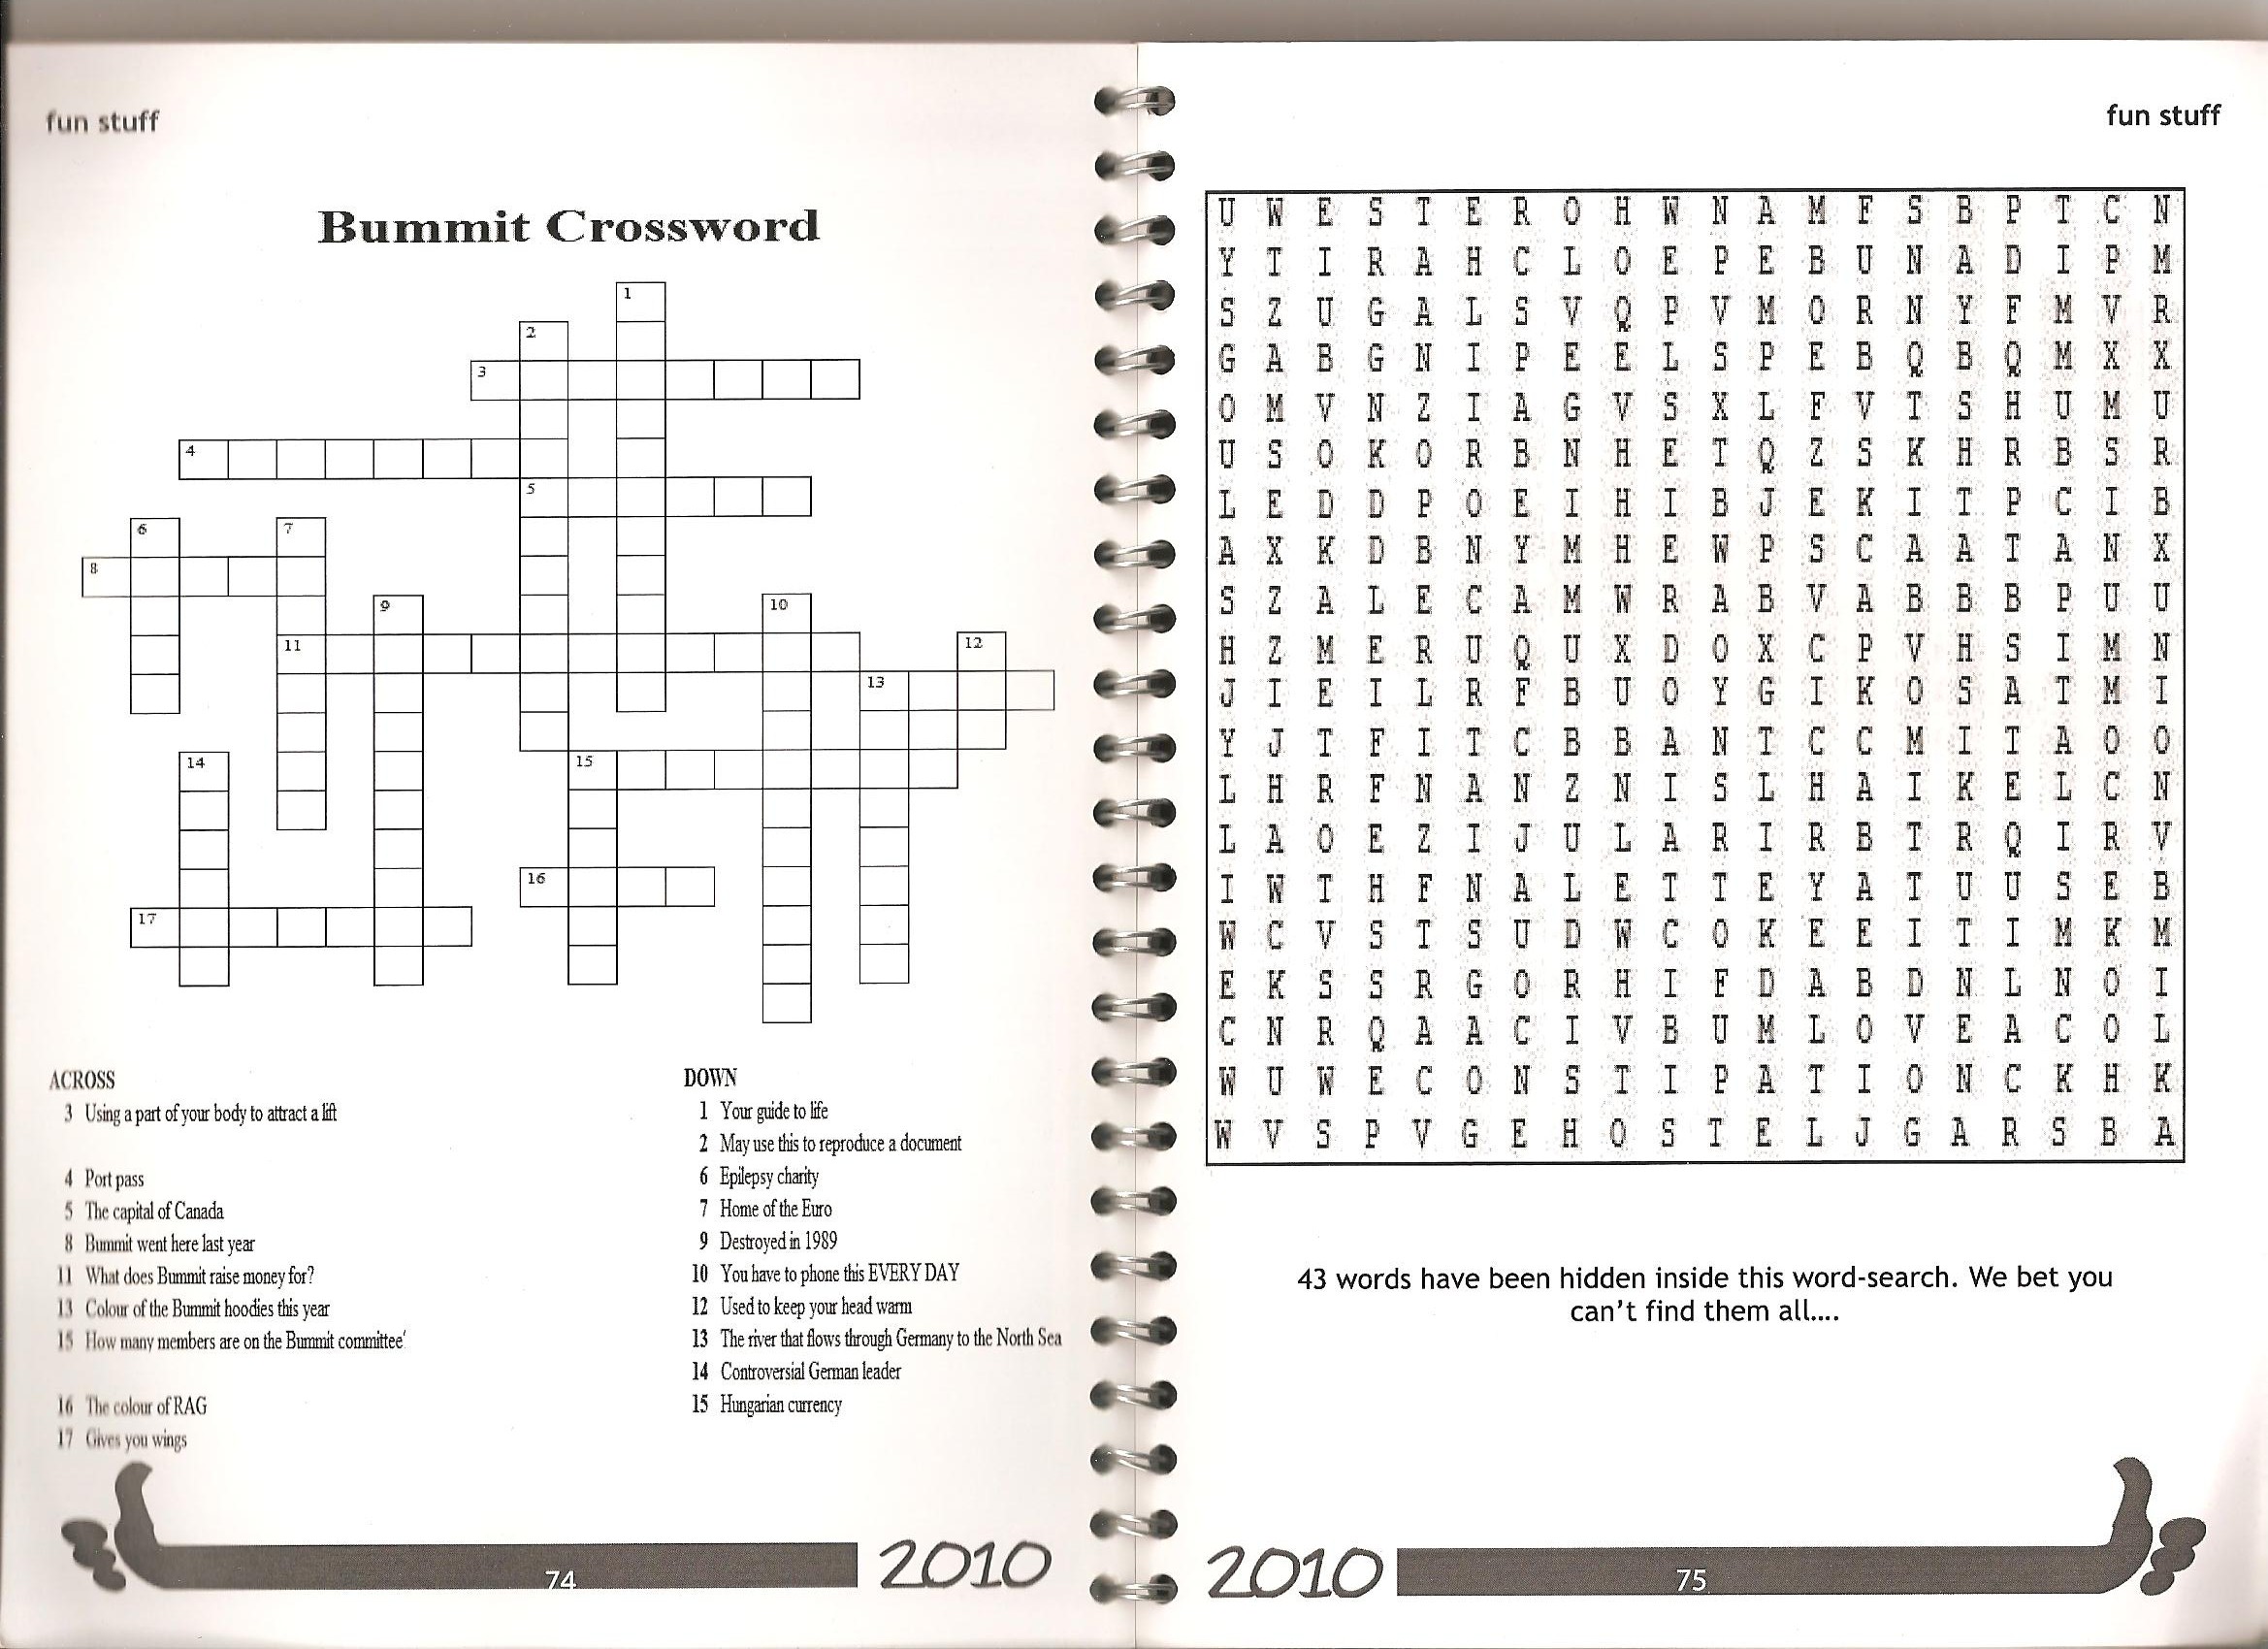 fun stuff
Bummit Crossword
1
2
3
4
5
6
7
8
9
10
11
12
13
14
15
16
17
ACROSS
3 Using a part of your body to attract a lift
4 Port pass
5 The capital of Canada
8 Bummit went here last year
11 What does Bummit raise money for?
13 Colour of the Bummit hoodies this year
15 How many members are on the Bummit committee'
16 The colour of RAG
17 Gives you wings
DOWN
1 Your guide to life
2 May use this to reproduce a document
6 Epilepsy charity
7 Home of the Euro
9 Destroyed in 1989
10 You have to phone this EVERY DAY
12 Used to keep your head warm
13 The river that flows through Germany to the North Sea
14 Controversial German leader
15 Hungarian currency
74
2010
fun stuff
U W E S T E R O H W N A M F S B P T C N
Y T I R A H C L O E P E B U N A D I P M
S Z U G A L S V Q P V M O R N Y F M V R
G A B G N I P E E L S P E B Q B Q M X X
O M V N Z I A G V S X L F V T S H U M U
U S O K O R B N H E T Q Z S K H R B S R
L E D D P O E I H I B J E K I T P C I B
A X K D B N Y M H E W P S C A A T A N X
S Z A L E C A M W R A B V A B B B P U U
H Z M E R U Q U X D O X C P V H S I M N
J I E I L R F B U O Y G I K O S A T M I
Y J T F I T C B B A N T C C M I T A O O
L H R F N A N Z N I S L H A I K E L C N
L A O E Z I J U L A R I R B T R Q I R V
I W T H F N A L E T T E Y A T U U S E B
W C V S T S U D W C O K E E I T I M K M
E K S S R G O R H I F D A B D N L N O I
C N R Q A A C I V B U M L O V E A C O L
W U W E C O N S T I P A T I O N C K H K
W V S P V G E H O S T E L J G A R S B A
43 words have been hidden inside this word-search. We bet you
can't find them all....
2010
75